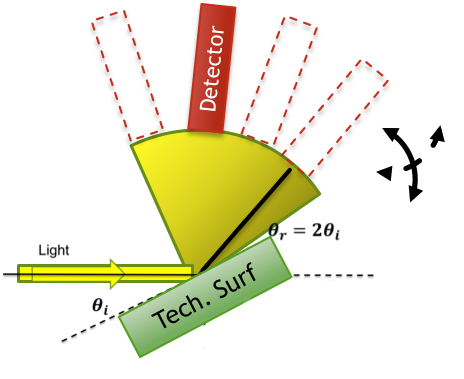 Detector
θr = 2θi
Light
θi
Tech. Surf